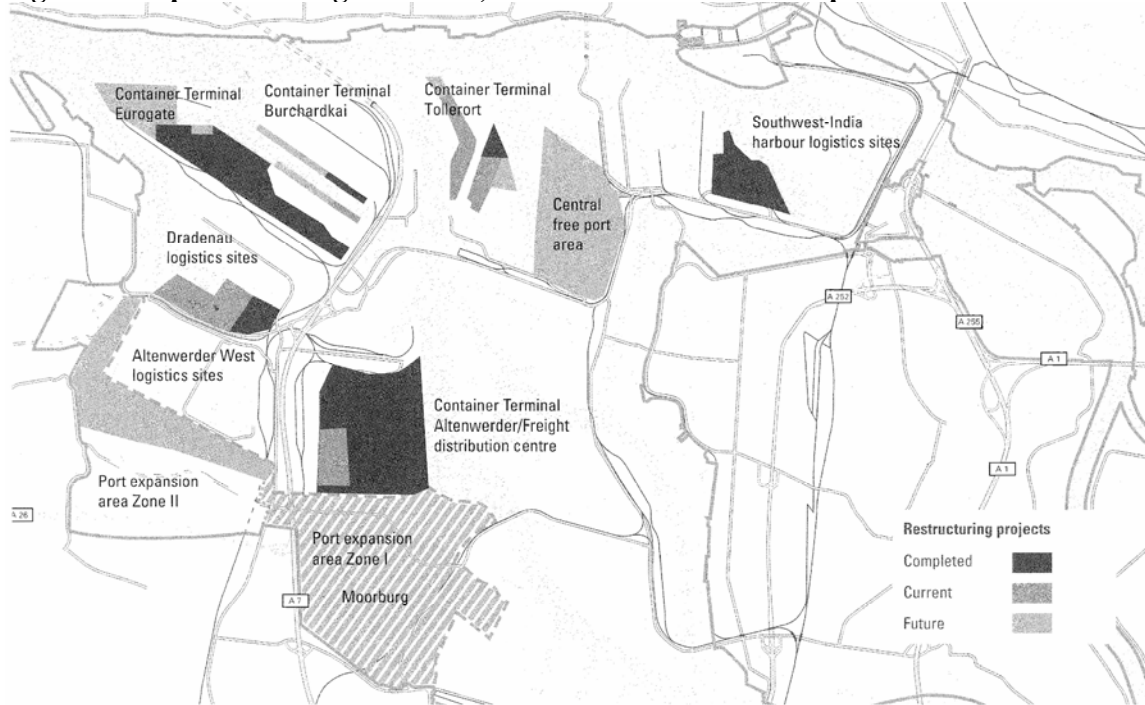 Container Terminal
Eurogate
Container Terminal
Burchardkai
Container Terminal
Tollerort
Southwest-India
harbour logistics sites
Central
free port
area
Dradenau
logistics sites
Altenwerder West
logistics sites
Container Terminal
Altenwerder/Freight
distribution centre
Port expansion
area Zone II
Port expansion
area Zone I
Moorburg
A 26
A 7
A 252
A 255
A 1
A 1
Restructuring projects
Completed
Current
Future